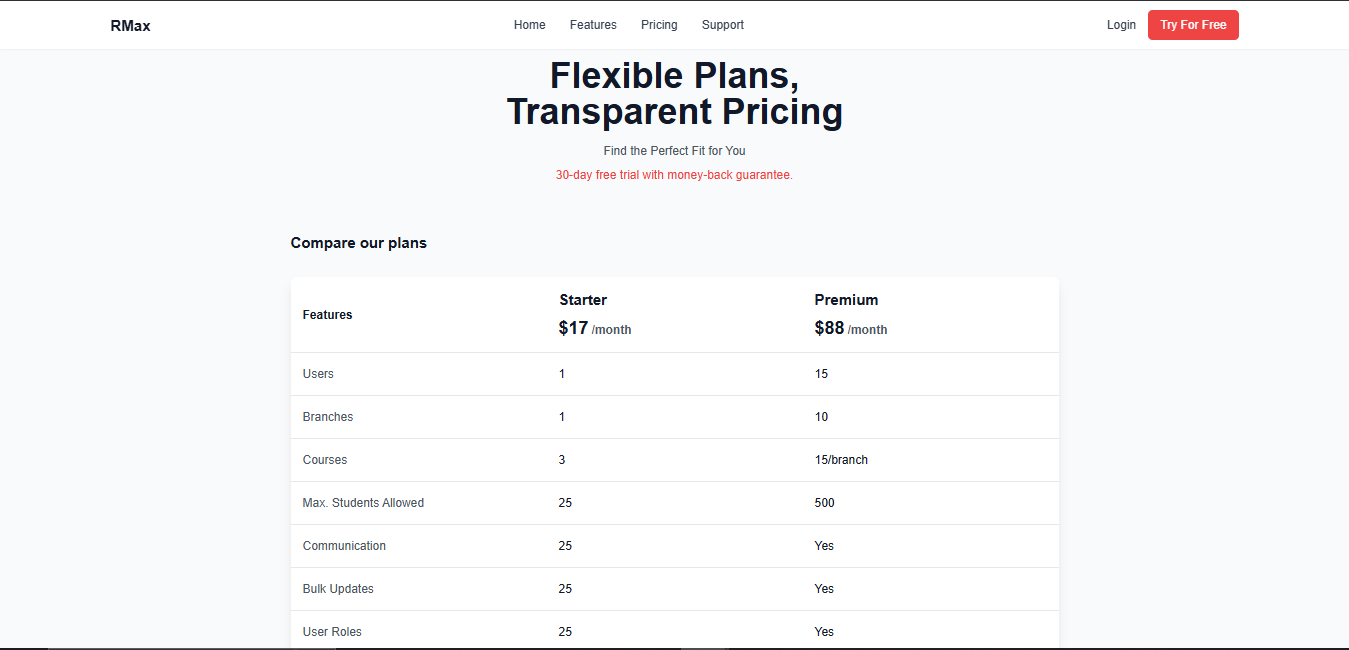 RMax Home Features Pricing Support Login Try For Free
Flexible Plans,
Transparent Pricing
Find the Perfect Fit for You
30-day free trial with money-back guarantee.
Compare our plans
Features Starter Premium
$17 /month $88 /month
Users 1 15
Branches 1 10
Courses 3 15/branch
Max. Students Allowed 25 500
Communication 25 Yes
Bulk Updates 25 Yes
User Roles 25 Yes